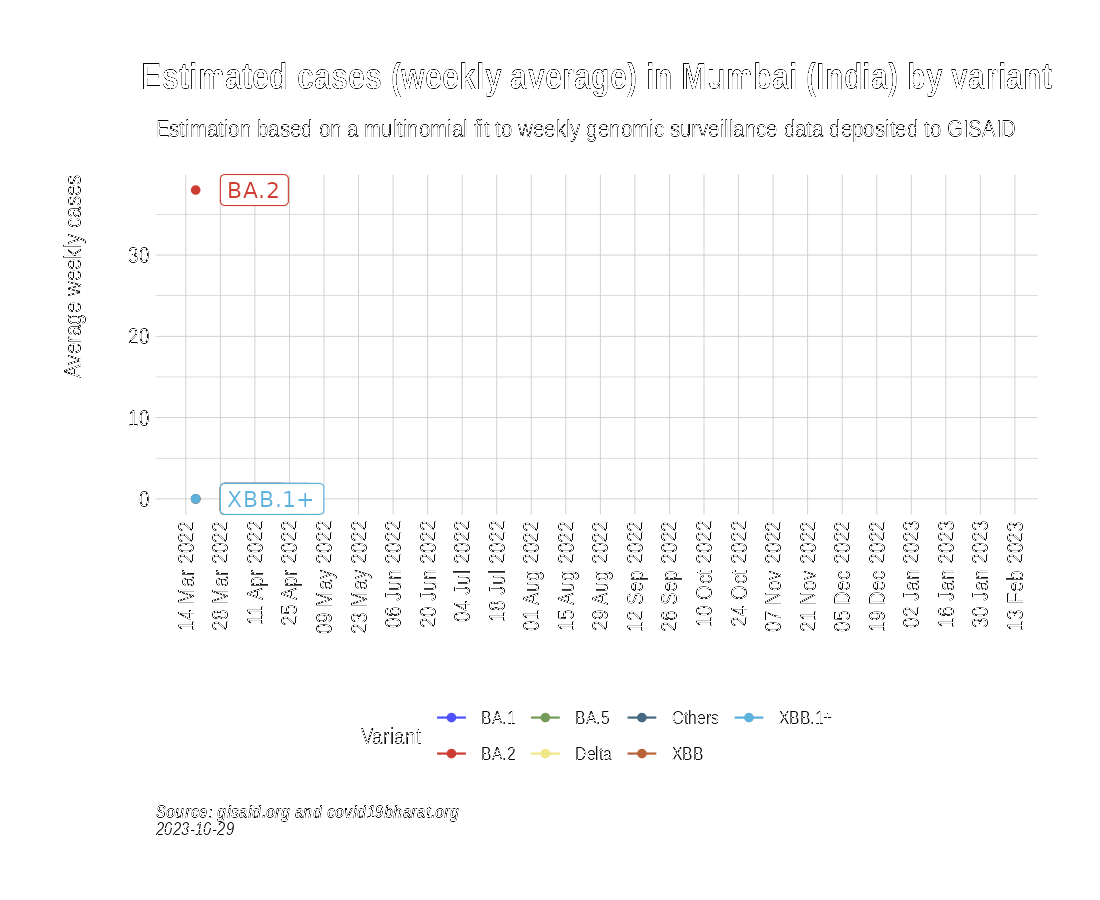 Estimated cases (weekly average) in Mumbai (India) by variant
Estimation based on a multinomial fit to weekly genomic surveillance data deposited to GISAID
Average weekly cases
BA.2
30
20
10
0
XBB.1+
14 Mar 2022
28 Mar 2022
11 Apr 2022
25 Apr 2022
09 May 2022
23 May 2022
06 Jun 2022
20 Jun 2022
04 Jul 2022
18 Jul 2022
01 Aug 2022
15 Aug 2022
29 Aug 2022
12 Sep 2022
26 Sep 2022
10 Oct 2022
24 Oct 2022
07 Nov 2022
21 Nov 2022
05 Dec 2022
19 Dec 2022
02 Jan 2023
16 Jan 2023
30 Jan 2023
13 Feb 2023
Variant
BA.1 BA.5 Others XBB.1+
BA.2 Delta XBB
Source: gisaid.org and covid19bharat.org
2023-10-29